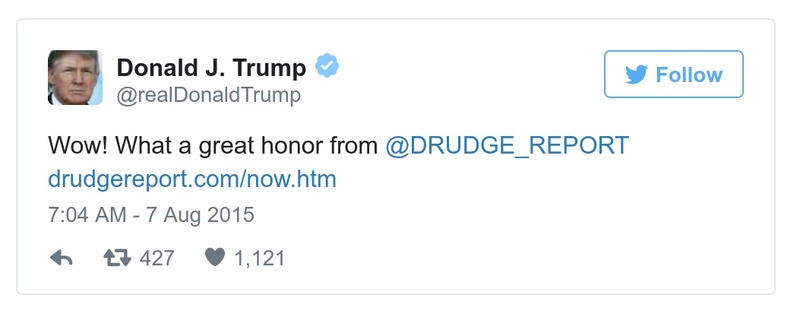 Donald J. Trump
@realDonaldTrump
Follow
Wow! What a great honor from @DRUDGE_REPORT
drudgereport.com/now.htm
7:04 AM - 7 Aug 2015
427 1,121